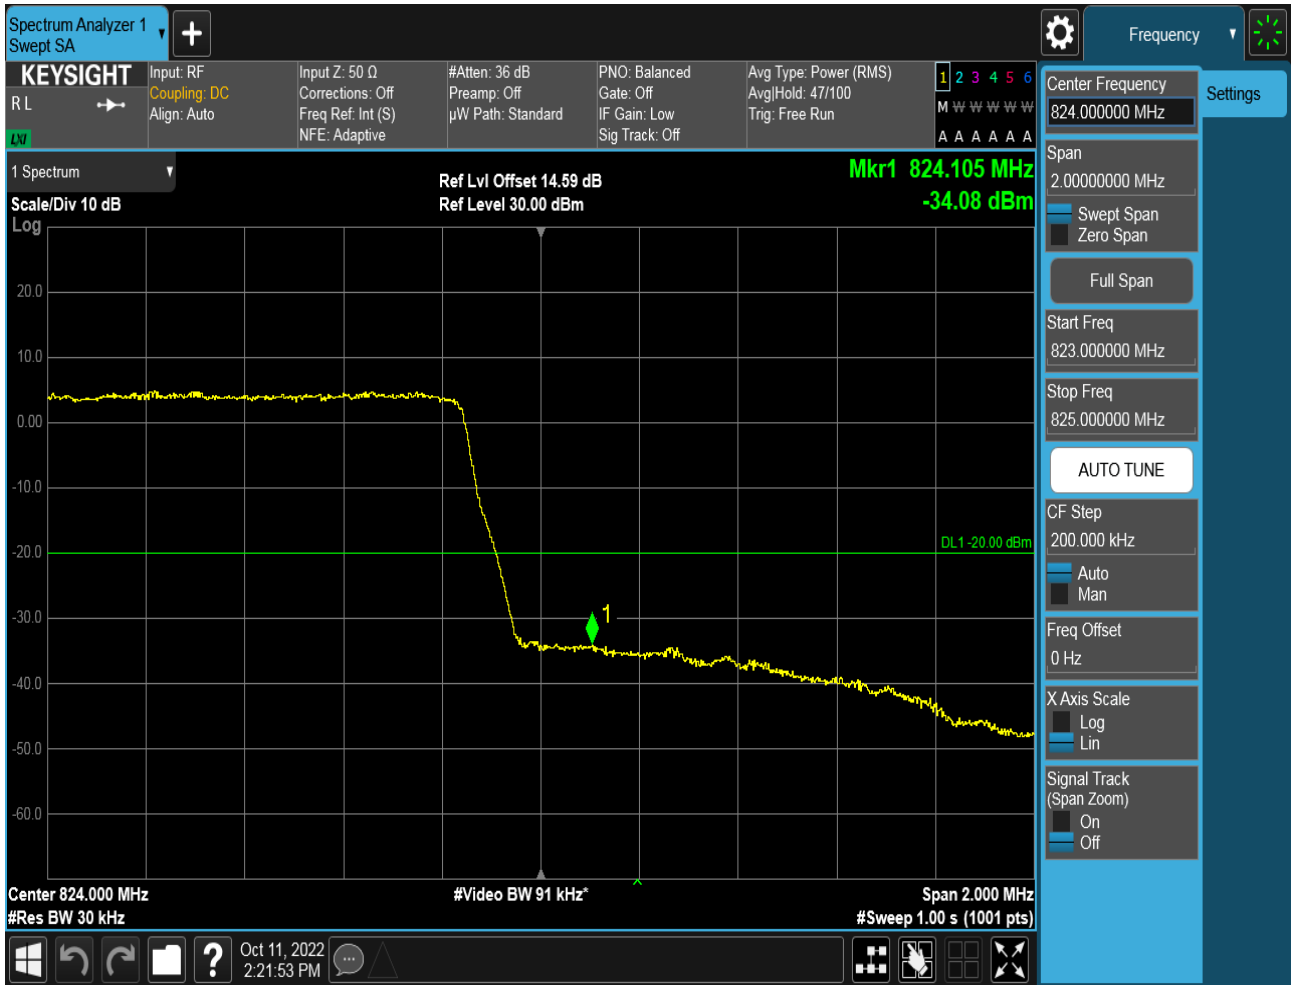 Spectrum Analyzer 1
Swept SA
Frequency
KEYSIGHT
R L
LXI
Input: RF
Coupling: DC
Align: Auto
Input Z: 50 Ω
Corrections: Off
Freq Ref: Int (S)
NFE: Adaptive
#Atten: 36 dB
Preamp: Off
µW Path: Standard
PNO: Balanced
Gate: Off
IF Gain: Low
Sig Track: Off
Avg Type: Power (RMS)
Avg|Hold: 47/100
Trig: Free Run
1 2 3 4 5 6
M W W W W W
A A A A A A
1 Spectrum
Scale/Div 10 dB
Log
Ref Lvl Offset 14.59 dB
Ref Level 30.00 dBm
Mkr1 824.105 MHz
-34.08 dBm
20.0
10.0
0.00
-10.0
-20.0
-30.0
-40.0
-50.0
-60.0
DL1 -20.00 dBm
1
Center 824.000 MHz
#Res BW 30 kHz
#Video BW 91 kHz*
Span 2.000 MHz
#Sweep 1.00 s (1001 pts)
Oct 11, 2022
2:21:53 PM
Center Frequency
824.000000 MHz
Settings
Span
2.00000000 MHz
Swept Span
Zero Span
Full Span
Start Freq
823.000000 MHz
Stop Freq
825.000000 MHz
AUTO TUNE
CF Step
200.000 kHz
Auto
Man
Freq Offset
0 Hz
X Axis Scale
Log
Lin
Signal Track
(Span Zoom)
On
Off